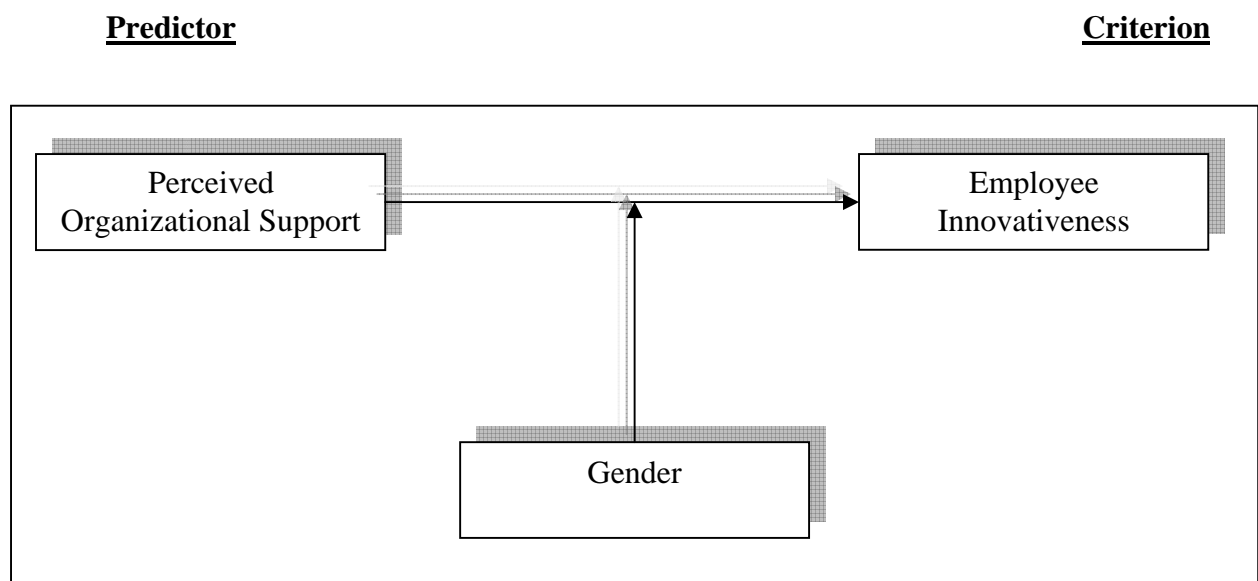 Predictor
Criterion
Perceived
Organizational Support
Employee
Innovativeness
Gender